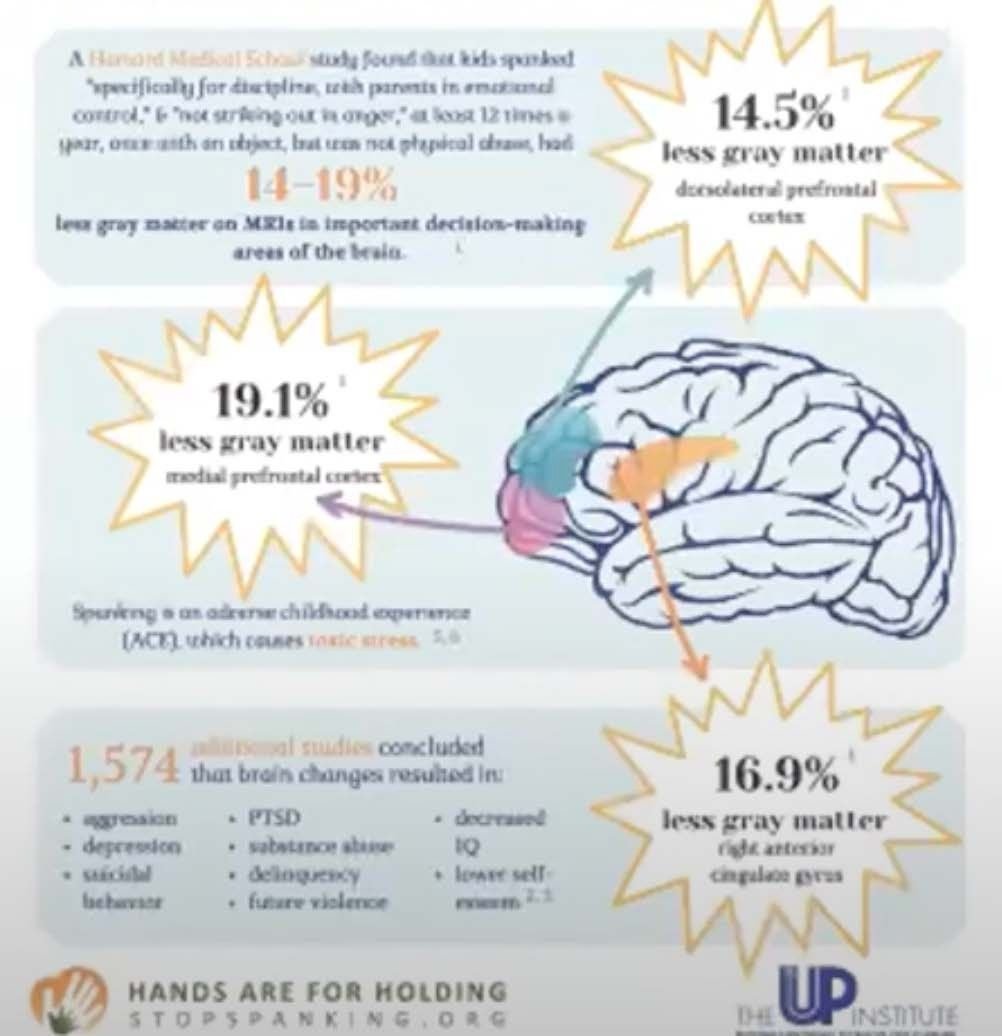 A Harvard Medical School study found that kids spanked
"specifically for discipline, with parents in emotional
control," & "not striking out in anger," at least 12 times a
year, once with an object, but was not physical abuse, had
14–19%
less gray matter on MRIs in important decision-making
areas of the brain. 1
14.5% 1
less gray matter
dorsolateral prefrontal
cortex
19.1% 1
less gray matter
medial prefrontal cortex
Spanking is an adverse childhood experience
(ACE), which causes toxic stress. 5,6
1,574 additional studies concluded
that brain changes resulted in:
• aggression
• depression
• suicidal
behavior
• PTSD
• substance abuse
• delinquency
• future violence
• decreased
IQ
• lower self-
esteem
16.9% 1
less gray matter
right anterior
cingulate gyrus
HANDS ARE FOR HOLDING
STOPSPANKING.ORG
THE UP INSTITUTE